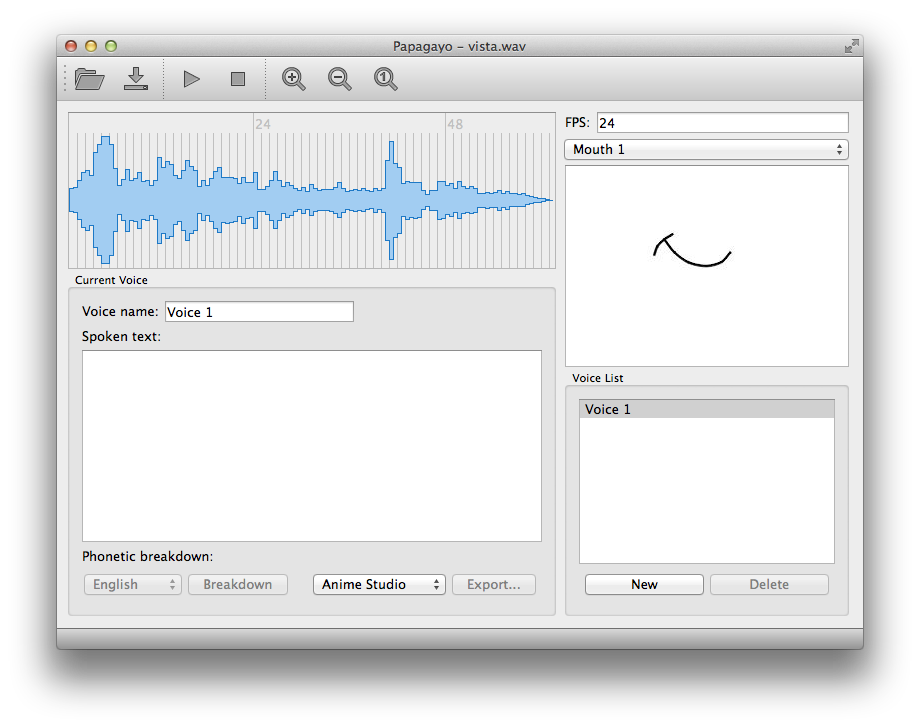 Papagayo – vista.wav
1
24 48
FPS: 24
Mouth 1
Current Voice
Voice name: Voice 1
Spoken text:
Voice List
Voice 1
Phonetic breakdown:
English Breakdown Anime Studio Export...
New Delete